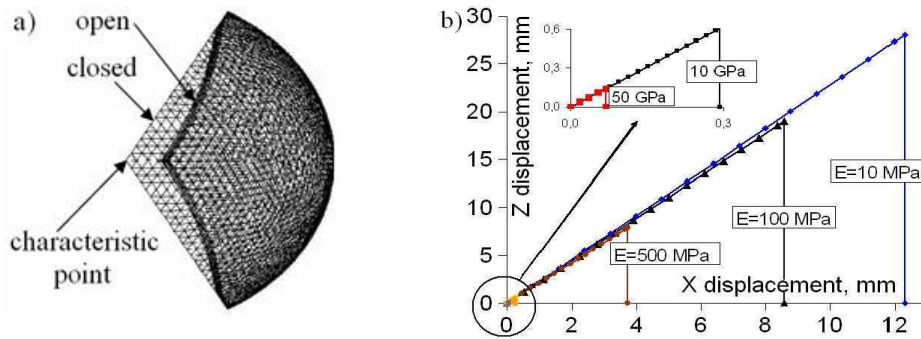 a)
open
closed
characteristic
point
b)
Z displacement, mm
30
25
20
15
10
5
0
0,6
0,3
0,0
0,0
0,3
10 GPa
50 GPa
E=10 MPa
E=100 MPa
E=500 MPa
X displacement, mm
0 2 4 6 8 10 12